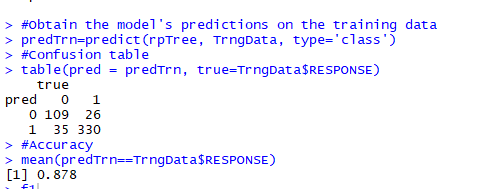 > #Obtain the model's predictions on the training data
> predTrn=predict(rpTree, TrngData, type='class')
> #Confusion table
> table(pred = predTrn, true=TrngData$RESPONSE)
    true
pred   0   1
   0 109  26
   1  35 330
> #Accuracy
> mean(predTrn==TrngData$RESPONSE)
[1] 0.878